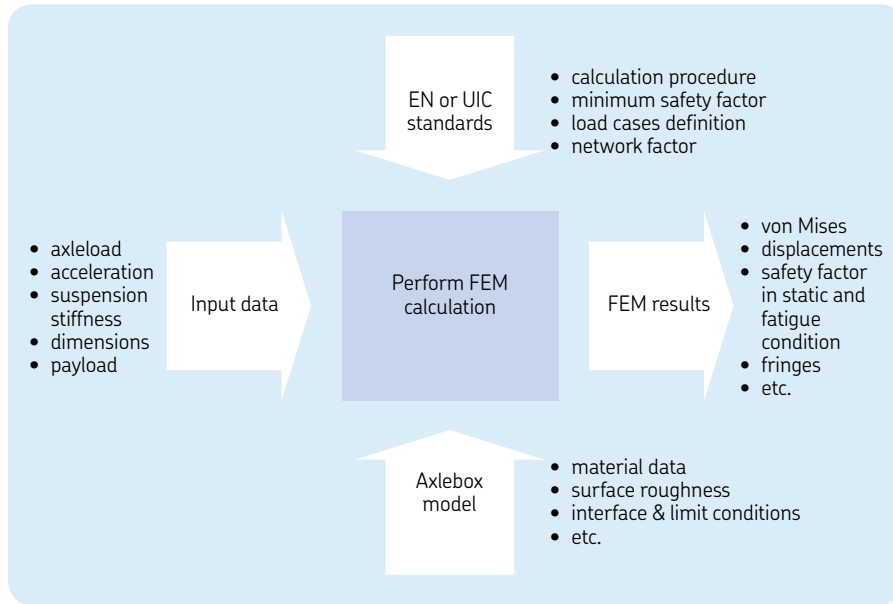 EN or UIC
standards
• calculation procedure
• minimum safety factor
• load cases definition
• network factor
• axleload
• acceleration
• suspension
stiffness
• dimensions
• payload
Input data
Perform FEM
calculation
FEM results
• von Mises
• displacements
• safety factor
in static and
fatigue
condition
• fringes
• etc.
Axlebox
model
• material data
• surface roughness
• interface & limit conditions
• etc.